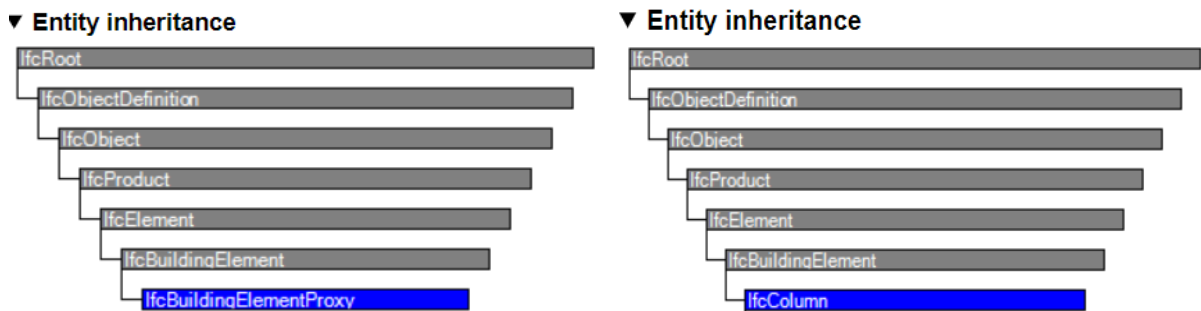 ▼ Entity inheritance
IfcRoot
IfcObjectDefinition
IfcObject
IfcProduct
IfcElement
IfcBuildingElement
IfcBuildingElementProxy
▼ Entity inheritance
IfcRoot
IfcObjectDefinition
IfcObject
IfcProduct
IfcElement
IfcBuildingElement
IfcColumn